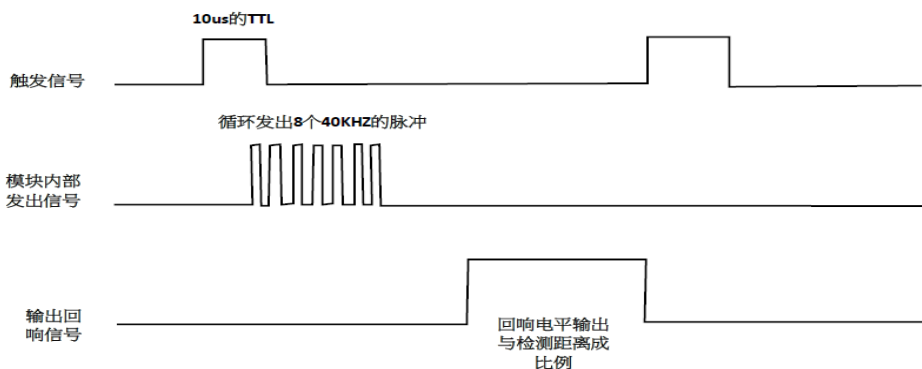 10us的TTL
触发信号
循环发出8个40KHZ的脉冲
模块内部
发出信号
输出回
响信号
回响电平输出
与检测距离成
比例